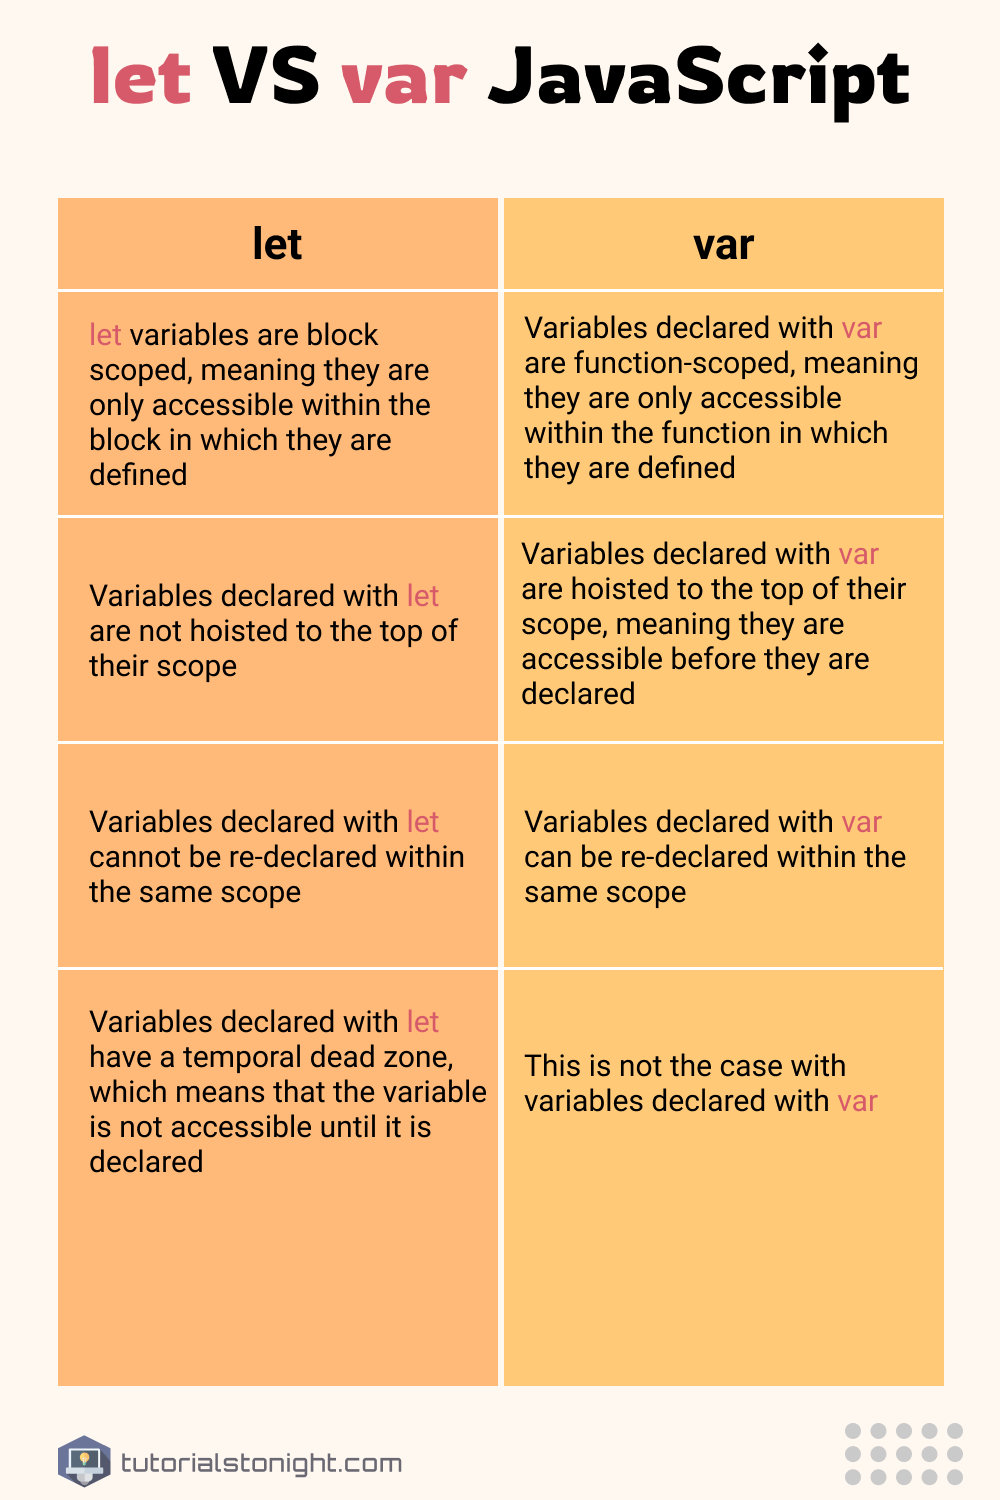 let VS var JavaScript
let
var
let variables are block
scoped, meaning they are
only accessible within the
block in which they are
defined
Variables declared with var
are function-scoped, meaning
they are only accessible
within the function in which
they are defined
Variables declared with let
are not hoisted to the top of
their scope
Variables declared with var
are hoisted to the top of their
scope, meaning they are
accessible before they are
declared
Variables declared with let
cannot be re-declared within
the same scope
Variables declared with var
can be re-declared within the
same scope
Variables declared with let
have a temporal dead zone,
which means that the variable
is not accessible until it is
declared
This is not the case with
variables declared with var
tutorialstonight.com